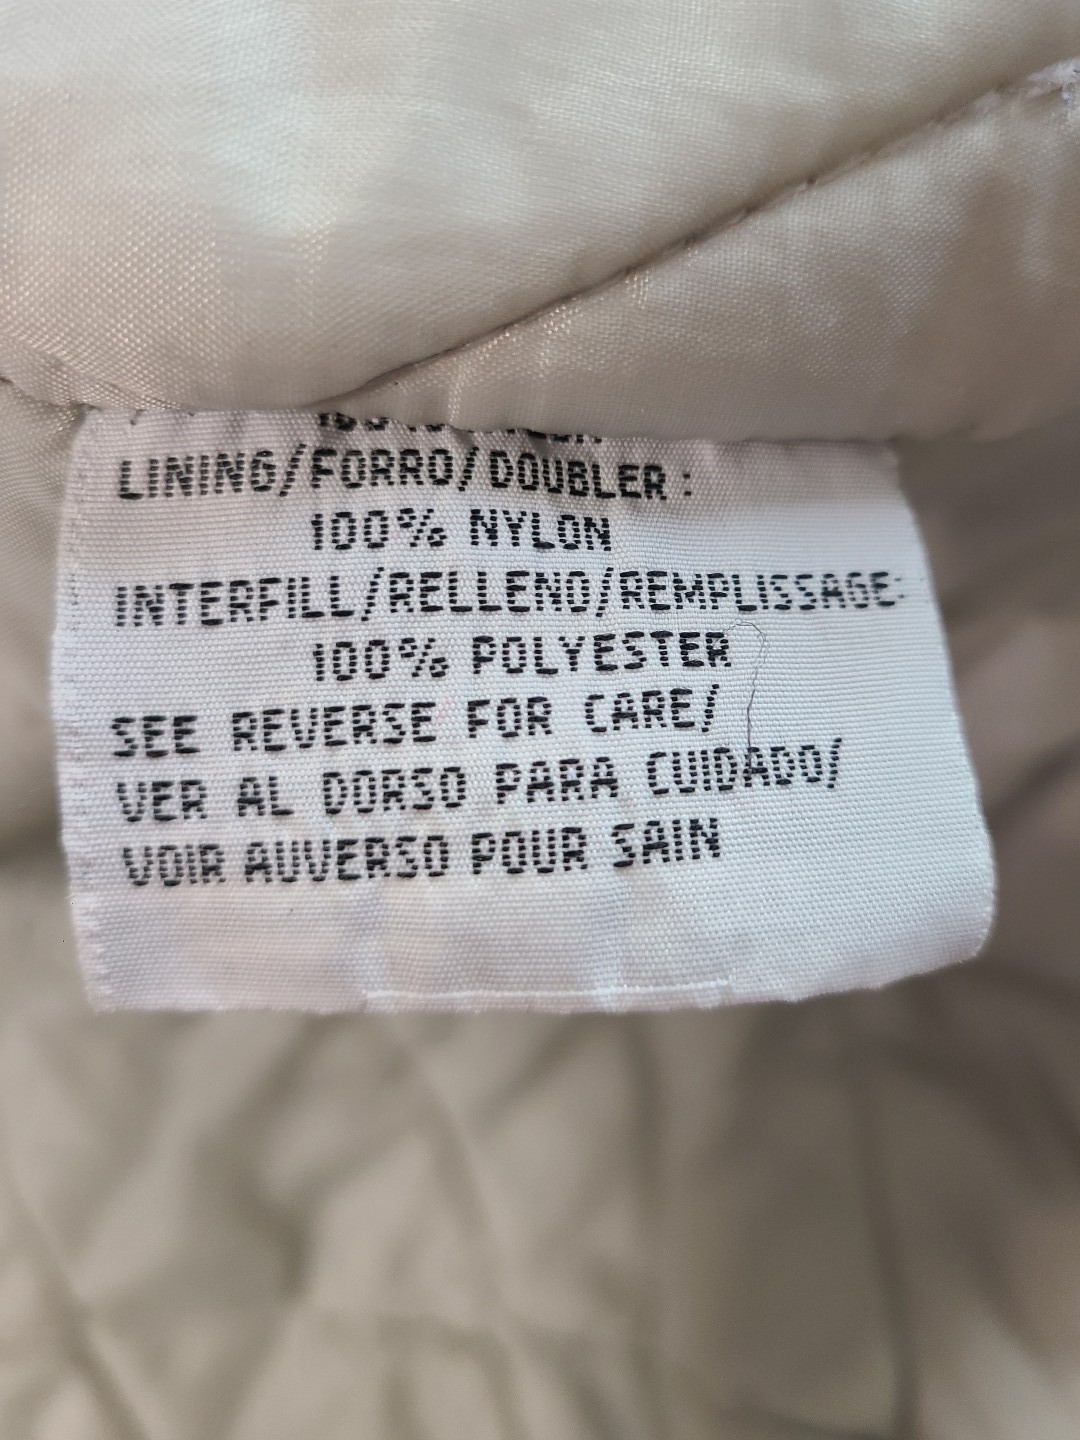 LINING/FORRO/DOUBLER:
100% NYLON
INTERFILL/RELLENO/REMPLISSAGE:
100% POLYESTER
SEE REVERSE FOR CARE/
VER AL DORSO PARA CUIDADO/
VOIR AUVERSO POUR SAIN